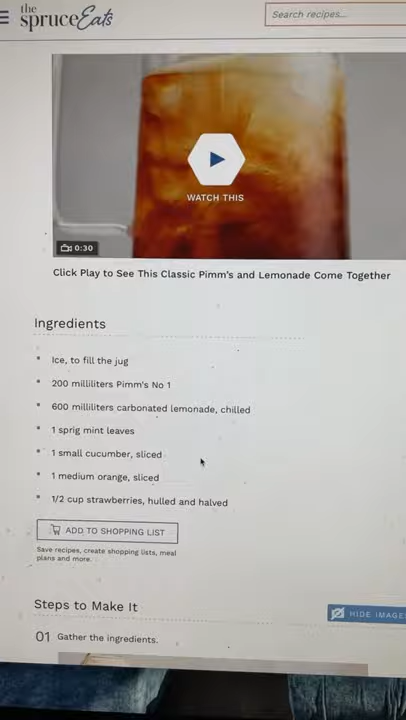 the
spruceEats
Search recipes...
WATCH THIS
0:30
Click Play to See This Classic Pimm's and Lemonade Come Together
Ingredients
Ice, to fill the jug
200 milliliters Pimm's No 1
600 milliliters carbonated lemonade, chilled
1 sprig mint leaves
1 small cucumber, sliced
1 medium orange, sliced
1/2 cup strawberries, hulled and halved
ADD TO SHOPPING LIST
Save recipes, create shopping lists, meal
plans and more.
Steps to Make It
HIDE IMAGE
01 Gather the ingredients.